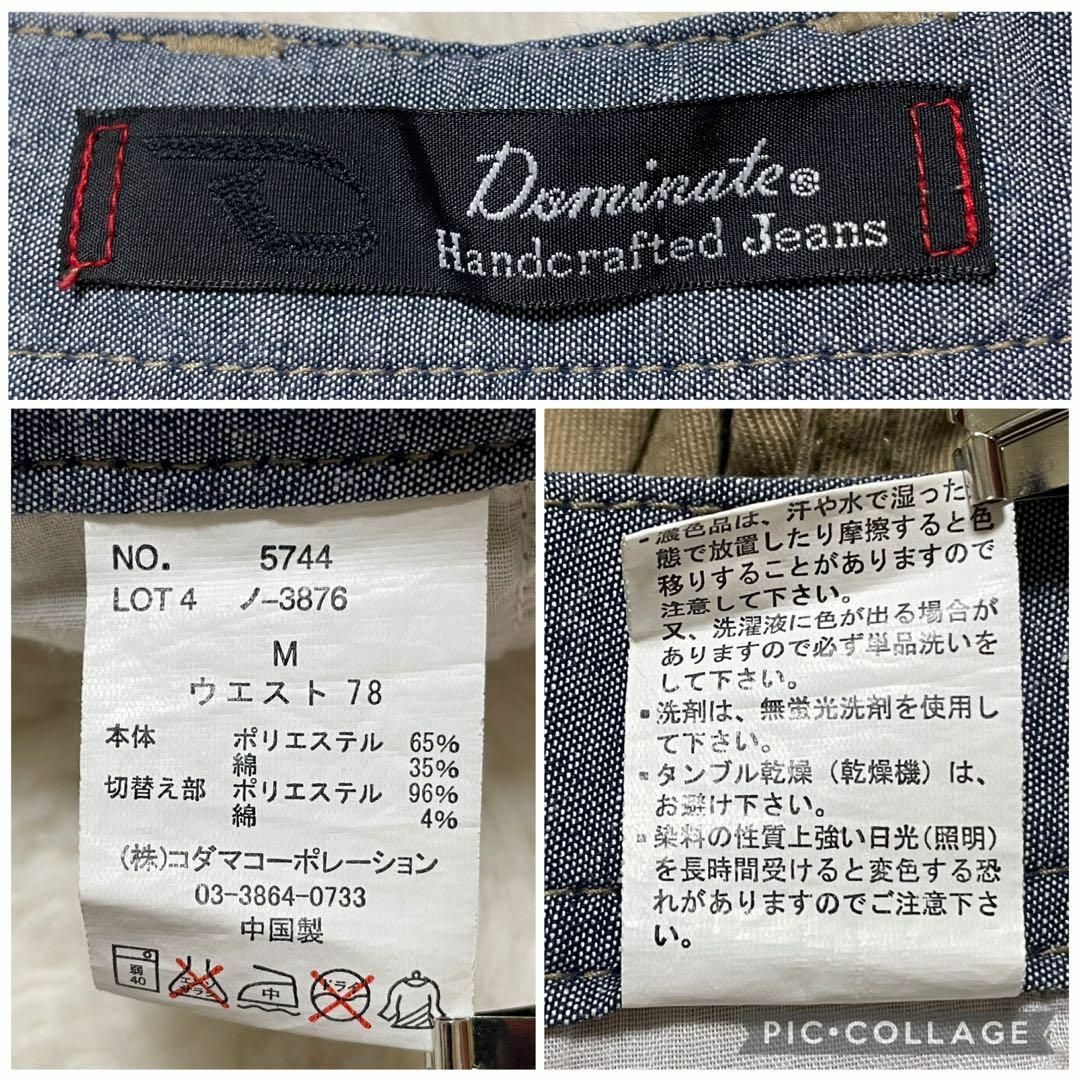 Dominate®
Handcrafted Jeans
NO. 5744
LOT 4 ノ-3876
M
ウエスト 78
本体 ポリエステル 65%
綿 35%
切替え部 ポリエステル 96%
綿 4%
(株)コダマコーポレーション
03-3864-0733
中国製
弱 40 エンソ サラシ 中 ドライ
・濃色品は、汗や水で湿った状
態で放置したり摩擦すると色
移りすることがありますので
注意して下さい。
又、洗濯液に色が出る場合が
ありますので必ず単品洗いを
して下さい。
・洗剤は、無蛍光洗剤を使用し
て下さい。
・タンブル乾燥（乾燥機）は、
お避け下さい。
・染料の性質上強い日光(照明)
を長時間受けると変色する恐
れがありますのでご注意下さ
い。
PIC•COLLAGE